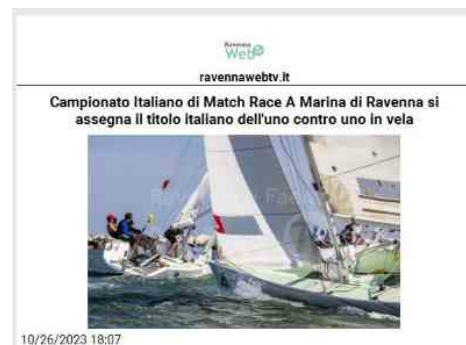 Ravenna
Web
ravennawebtv.it
Campionato Italiano di Match Race A Marina di Ravenna si
assegna il titolo italiano dell'uno contro uno in vela
10/26/2023 18:07